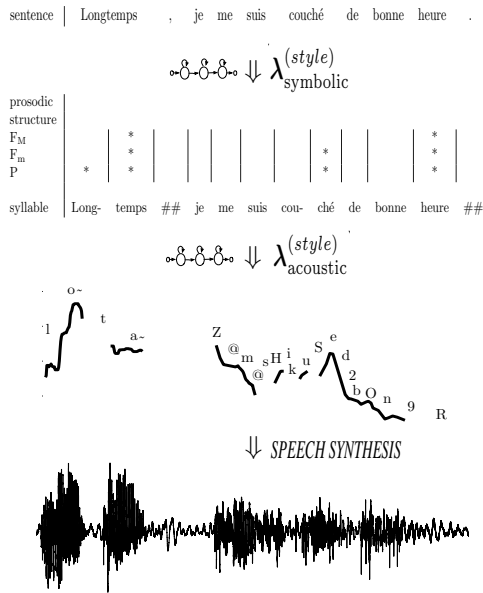 sentence Longtemps , je me suis couché de bonne heure .
⇓ λ(style)symbolic
prosodic
structure
F_M * *
F_m * * *
P * * * *
syllable Long- temps ## je me suis cou- ché de bonne heure ##
⇓ λ(style)acoustic
l o~ t a~ Z @ m @ s H i k u S e d 2 b O n 9 R
⇓ SPEECH SYNTHESIS